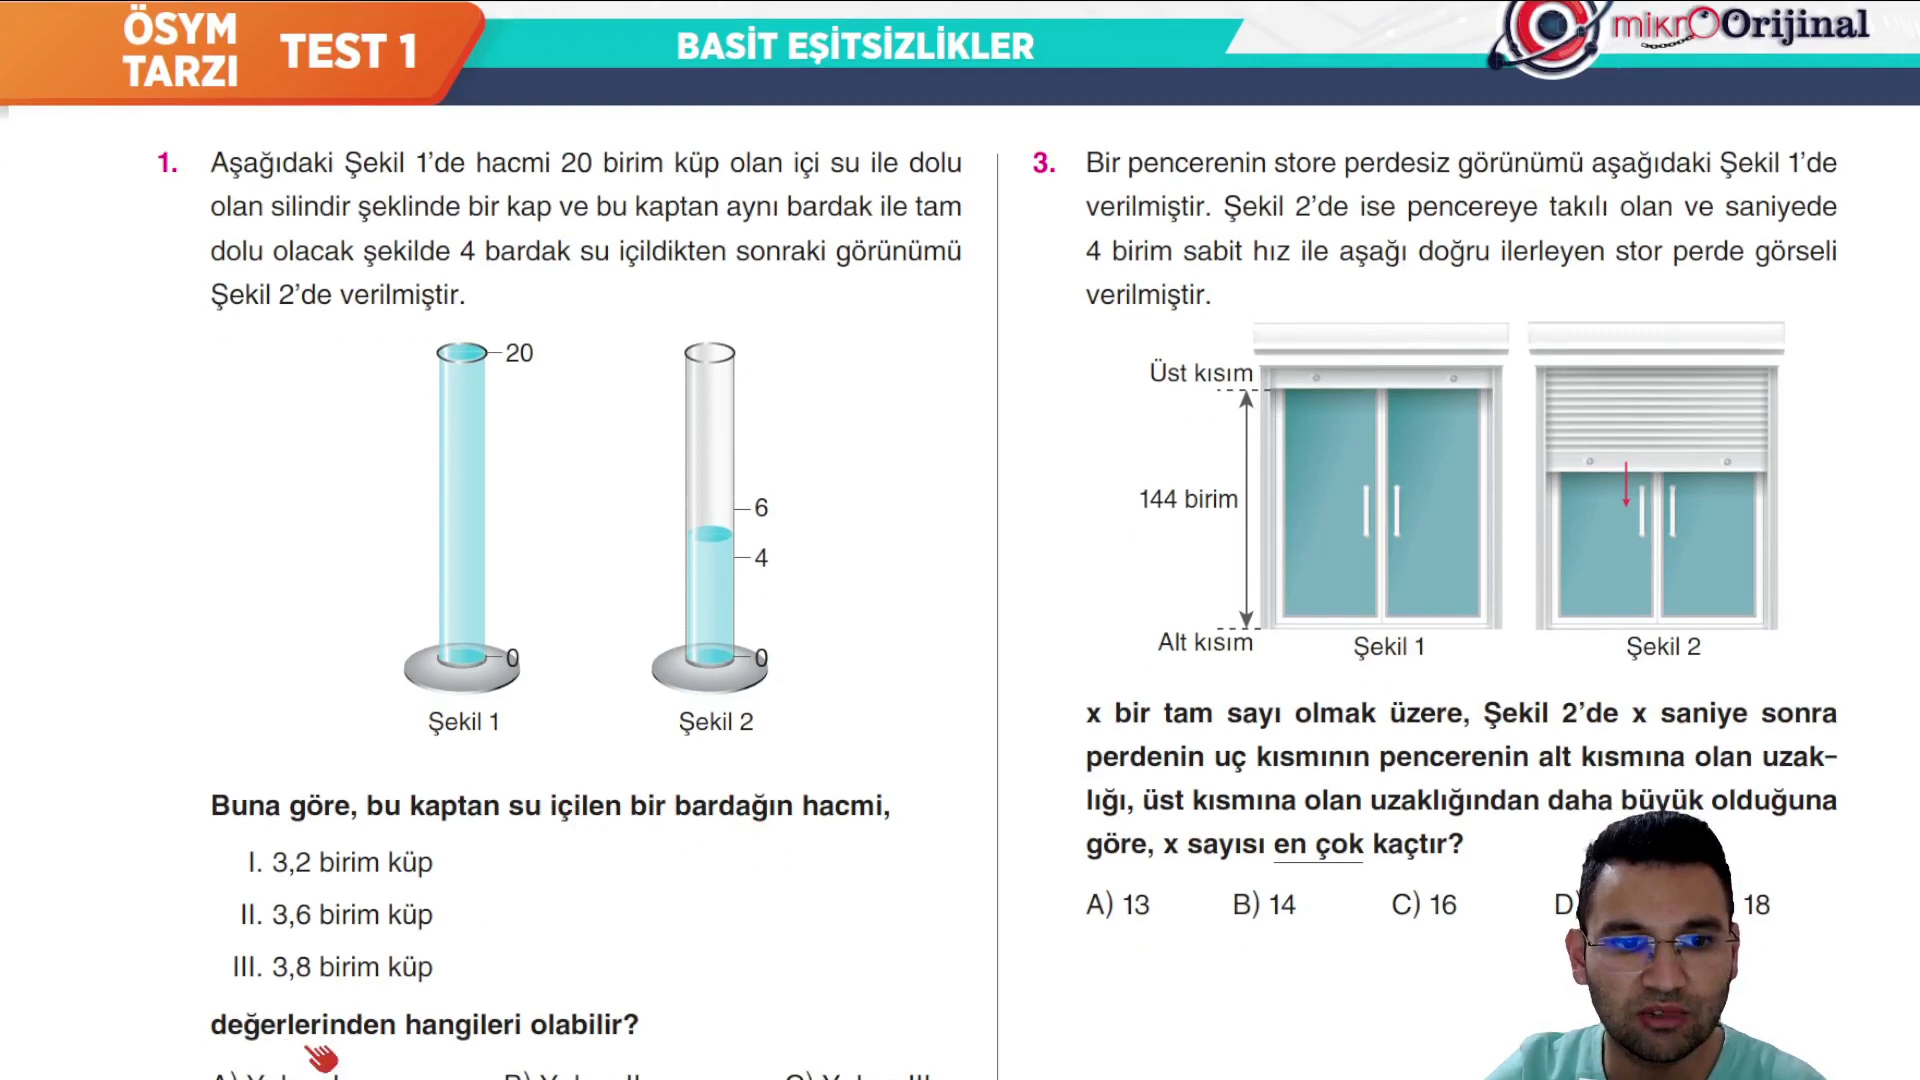 ÖSYM
TARZI
TEST 1
BASİT EŞİTSİZLİKLER
mikro Orijinal
1. Aşağıdaki Şekil 1’de hacmi 20 birim küp olan içi su ile dolu
olan silindir şeklinde bir kap ve bu kaptan aynı bardak ile tam
dolu olacak şekilde 4 bardak su içildikten sonraki görünümü
Şekil 2’de verilmiştir.
20
0
Şekil 1
6
4
0
Şekil 2
Buna göre, bu kaptan su içilen bir bardağın hacmi,
I. 3,2 birim küp
II. 3,6 birim küp
III. 3,8 birim küp
değerlerinden hangileri olabilir?
3. Bir pencerenin store perdesiz görünümü aşağıdaki Şekil 1’de
verilmiştir. Şekil 2’de ise pencereye takılı olan ve saniyede
4 birim sabit hız ile aşağı doğru ilerleyen stor perde görseli
verilmiştir.
Üst kısım
144 birim
Alt kısım
Şekil 1
Şekil 2
x bir tam sayı olmak üzere, Şekil 2’de x saniye sonra
perdenin uç kısmının pencerenin alt kısmına olan uzak–
lığı, üst kısmına olan uzaklığından daha büyük olduğuna
göre, x sayısı en çok kaçtır?
A) 13 B) 14 C) 16 D) 18